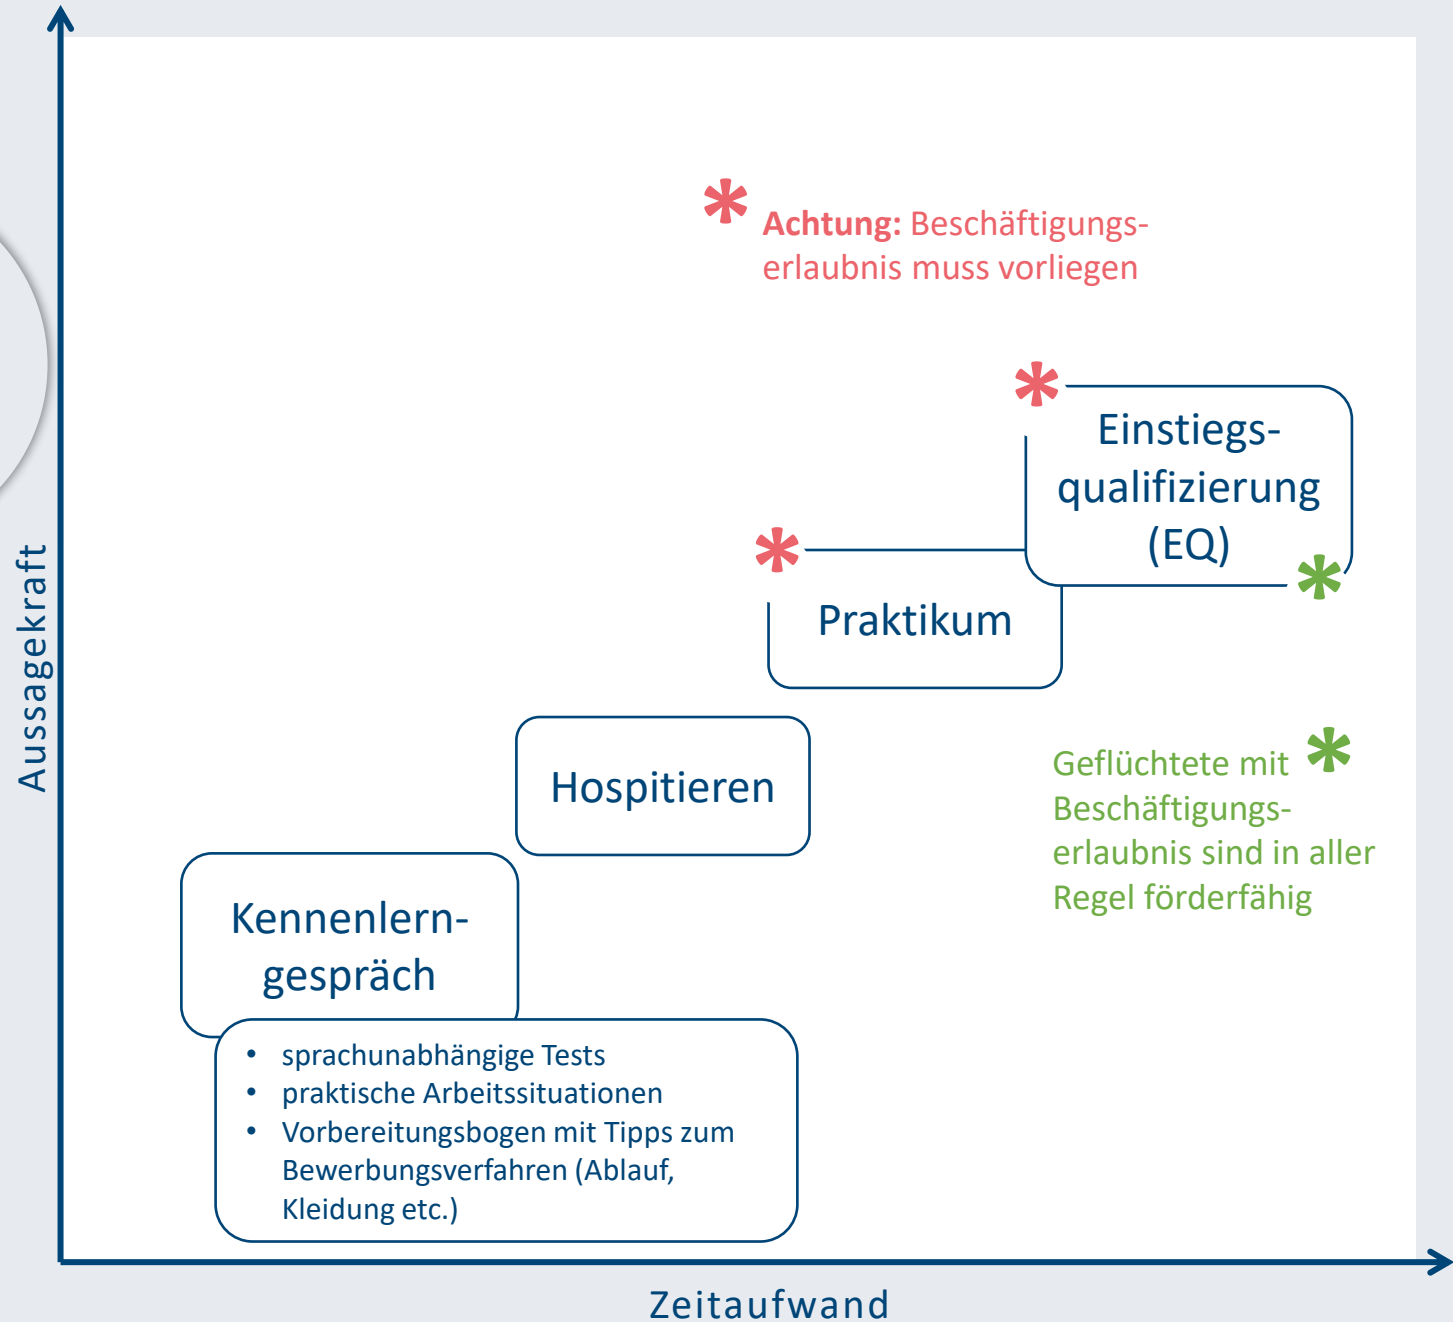 *
Achtung: Beschäftigungs-
erlaubnis muss vorliegen
*
Einstiegs-
qualifizierung
(EQ)
*
*
Praktikum
Hospitieren
Geflüchtete mit *
Beschäftigungs-
erlaubnis sind in aller
Regel förderfähig
Kennenlern-
gespräch
• sprachunabhängige Tests
• praktische Arbeitssituationen
• Vorbereitungsbogen mit Tipps zum
Bewerbungsverfahren (Ablauf,
Kleidung etc.)
Aussagekraft
Zeitaufwand